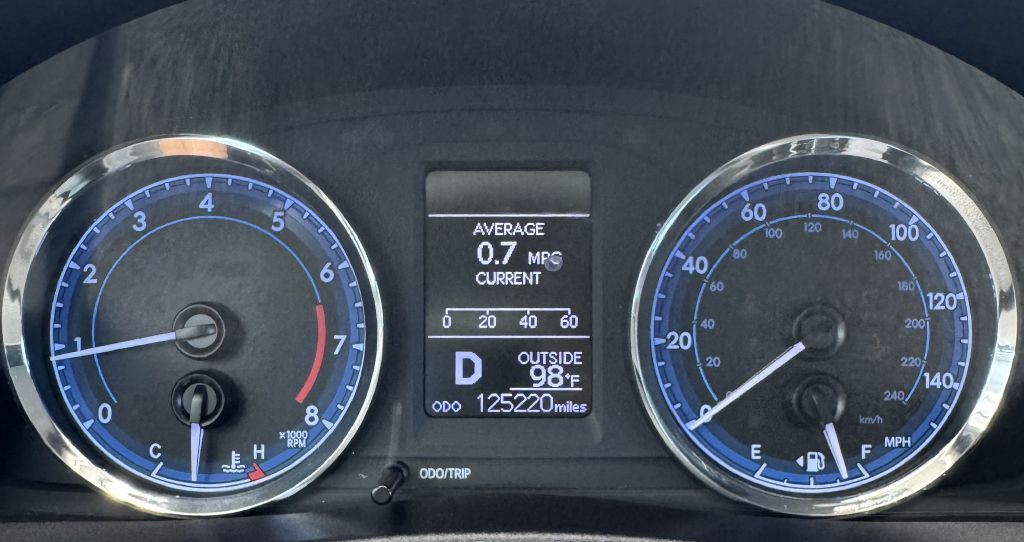 0 1 2 3 4 5 6 7 8
x1000
RPM
C H
AVERAGE
0.7 MPG
CURRENT
0 20 40 60
D
OUTSIDE
98°F
ODO 125220 miles
ODO/TRIP
0 20 40 60 80 100 120 140
20 40 60 80 100 120 140 160 180 200 220 240
km/h
MPH
E F